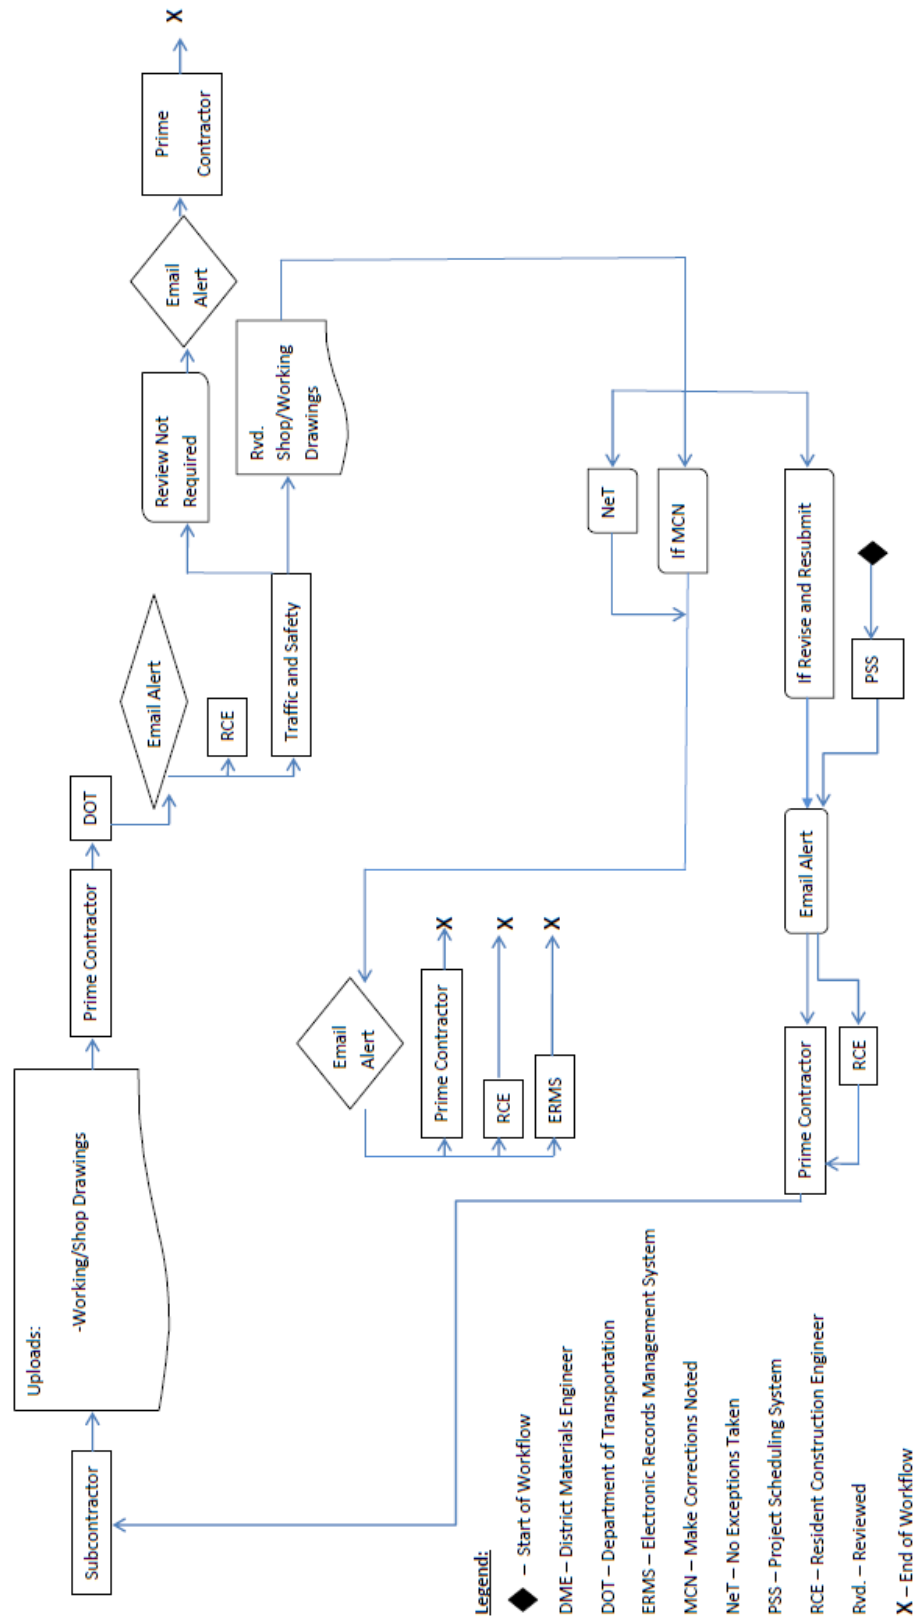 Subcontractor
Uploads:
-Working/Shop Drawings
Prime Contractor
DOT
Email Alert
RCE
Traffic and Safety
Review Not
Required
Email
Alert
Prime
Contractor
X
Rvd.
Shop/Working
Drawings
NeT
If MCN
If Revise and Resubmit
PSS
Email Alert
Prime Contractor
RCE
Email
Alert
Prime Contractor
X
RCE
X
ERMS
X
Legend:
– Start of Workflow
DME – District Materials Engineer
DOT – Department of Transportation
ERMS – Electronic Records Management System
MCN – Make Corrections Noted
NeT – No Exceptions Taken
PSS – Project Scheduling System
RCE – Resident Construction Engineer
Rvd. – Reviewed
X – End of Workflow